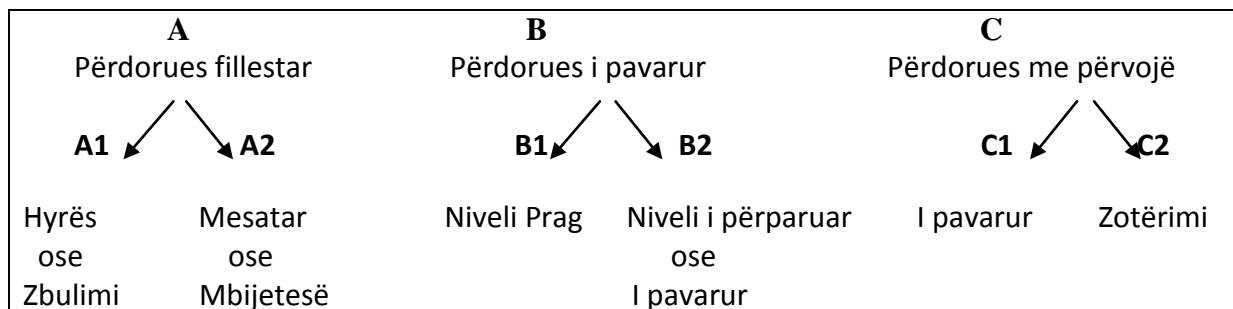 A B C
Përdorues fillestar Përdorues i pavarur Përdorues me përvojë
A1 A2 B1 B2 C1 C2
Hyrës Mesatar Niveli Prag Niveli i përparuar I pavarur Zotërimi
ose ose ose
Zbulimi Mbijetesë I pavarur